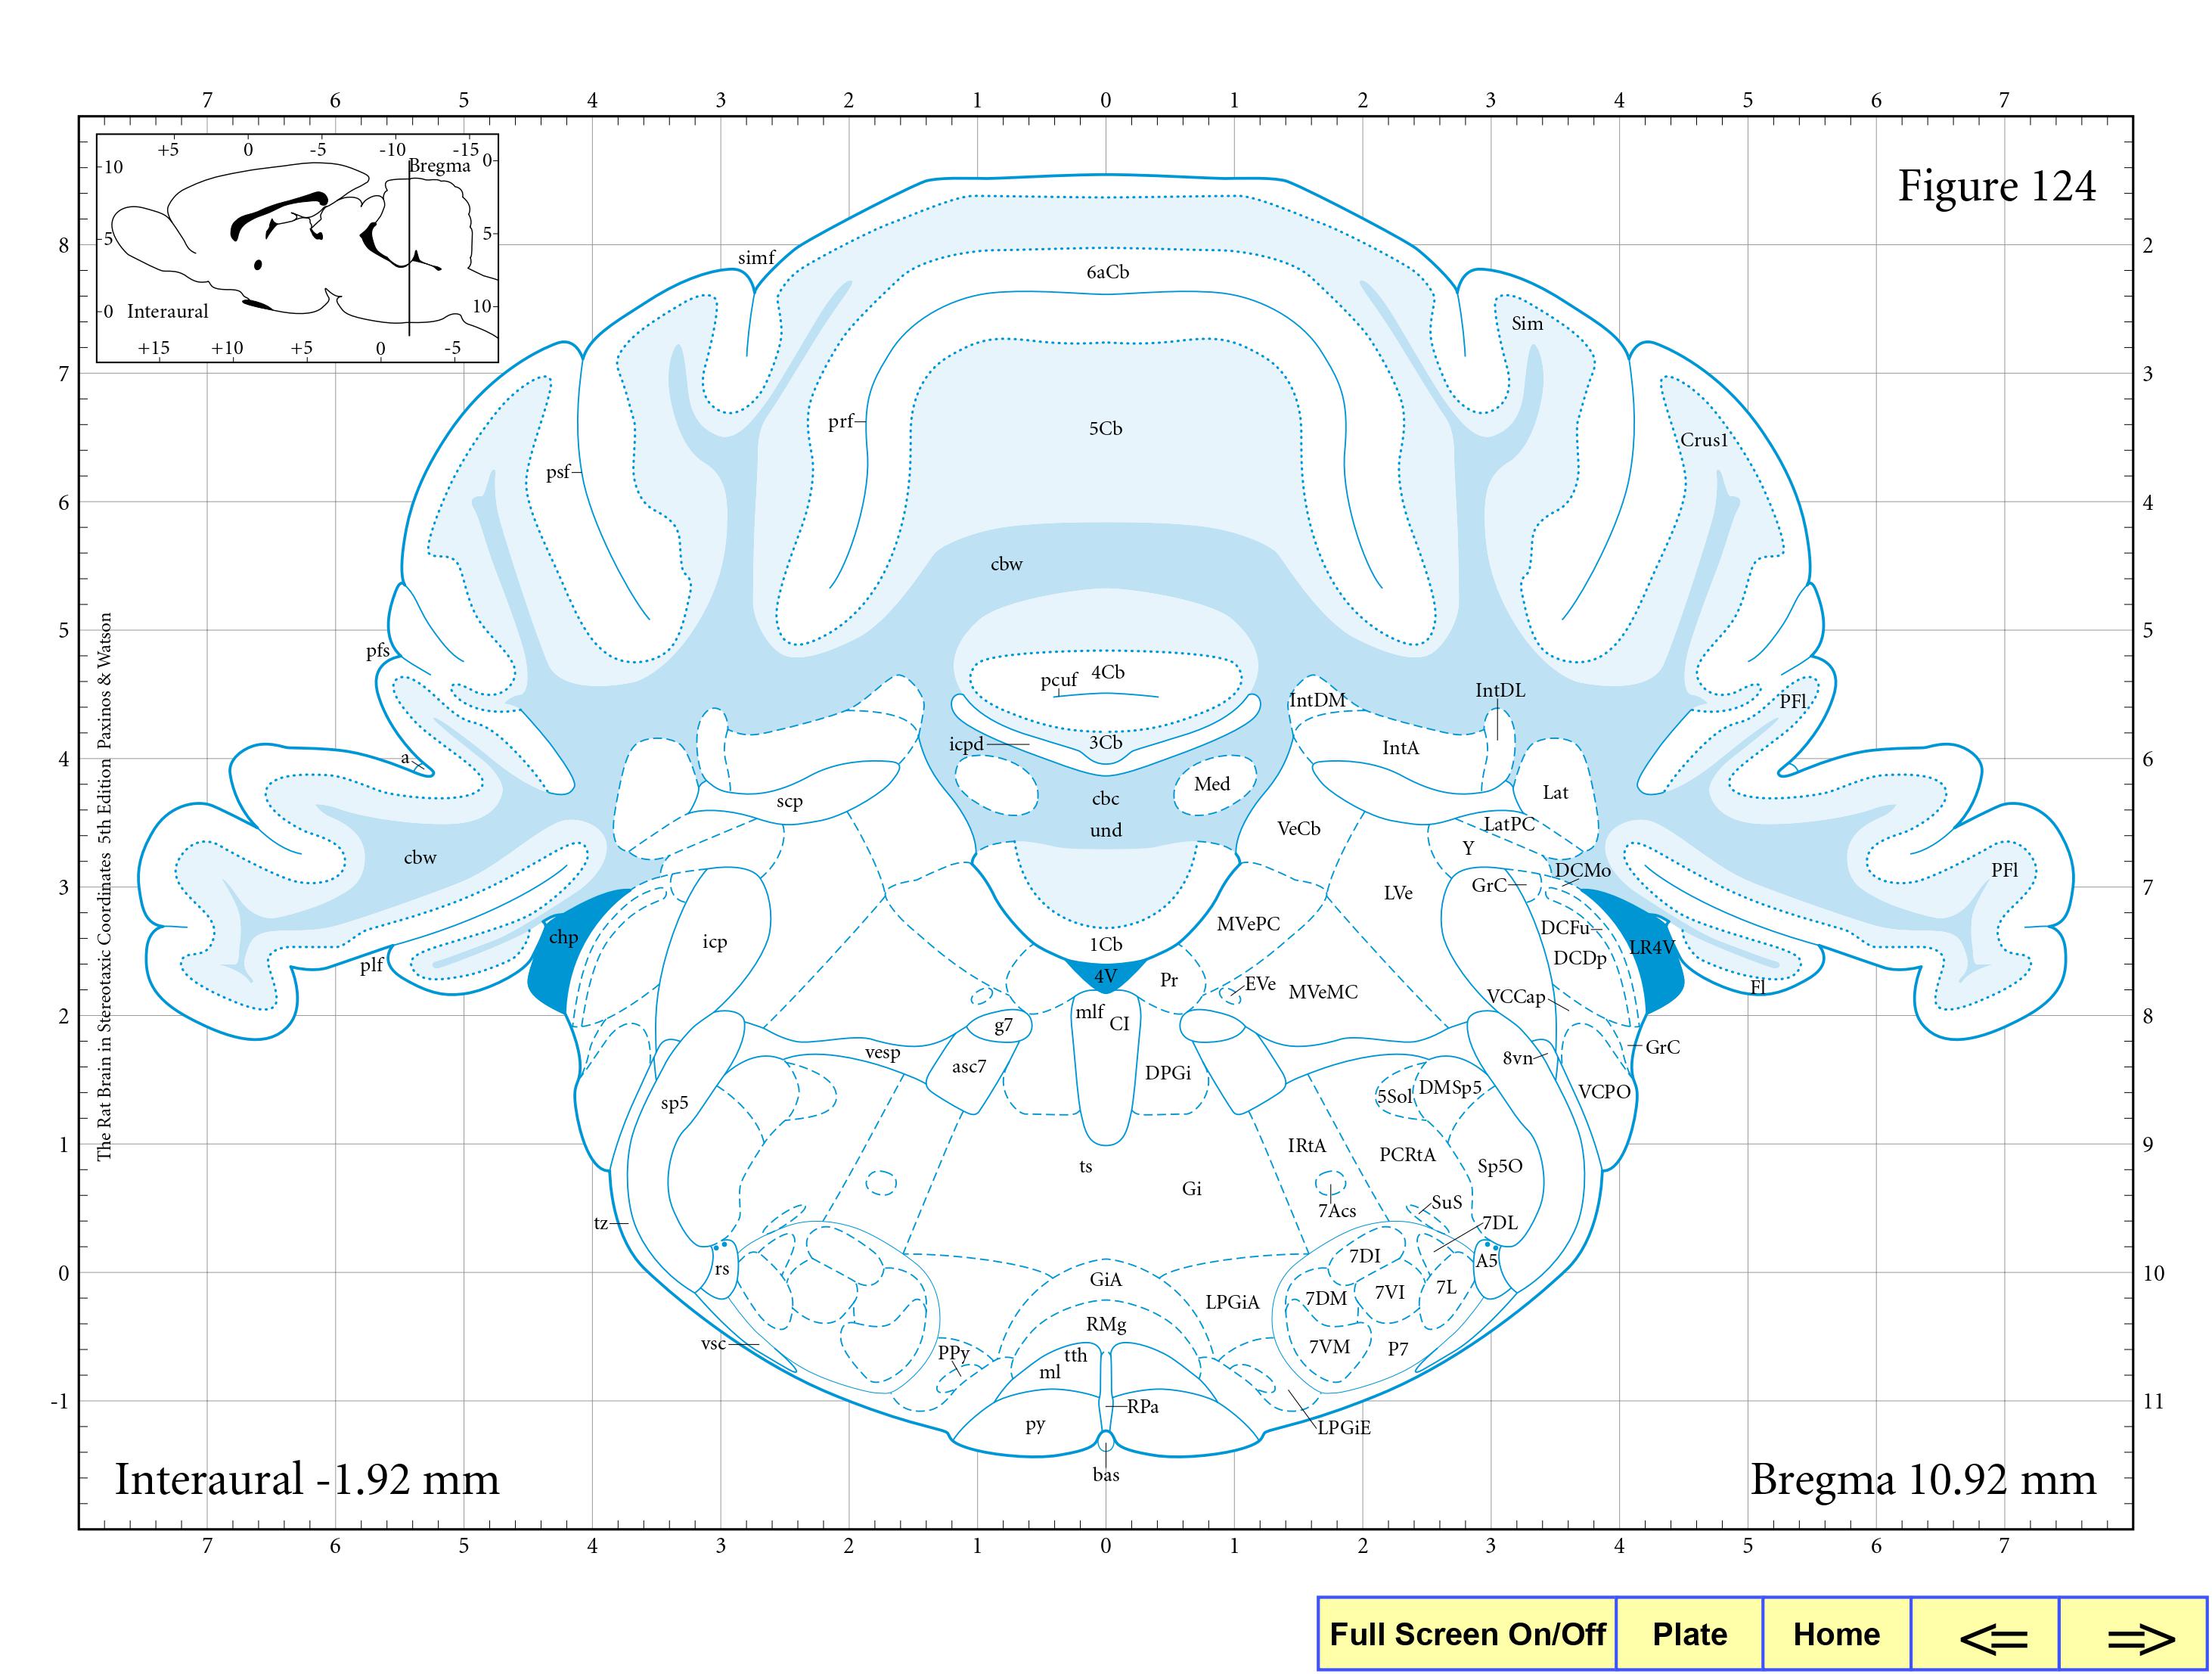 7 6 5 4 3 2 1 0 1 2 3 4 5 6 7
+5 0 -5 -10 -15
Bregma 0
10
5 5
0 Interaural 10
+15 +10 +5 0 -5
Figure 124
simf
6aCb
8 2
Sim
7 3
prf
5Cb
Crus1
psf
6 4
cbw
5 5
The Rat Brain in Stereotaxic Coordinates 5th Edition Paxinos & Watson
pfs
pcuf 4Cb
IntDM
IntDL
PFl
icpd 3Cb
IntA
a
4 6
Med
Lat
scp
cbc
und
VeCb
LatPC
Y
cbw
DCMo
PFl
3 7
GrC
LVe
MVePC
DCFu
chp
icp
1Cb
LR4V
DCDp
plf
4V
Pr
EVe
MVeMC
Fl
VCCap
2 8
mlf
CI
g7
GrC
vesp
8vn
asc7
DPGi
5Sol
DMSp5
VCPO
sp5
1 9
IRtA
PCRtA
Sp5O
ts
Gi
SuS
7Acs
tz
7DL
7DI
A5
rs
0 10
GiA
7L
7VI
7DM
LPGiA
RMg
vsc
PPy
tth
7VM
P7
ml
-1 11
RPa
py
LPGiE
bas
Interaural -1.92 mm
Bregma 10.92 mm
7 6 5 4 3 2 1 0 1 2 3 4 5 6 7
Full Screen On/Off Plate Home <= =>